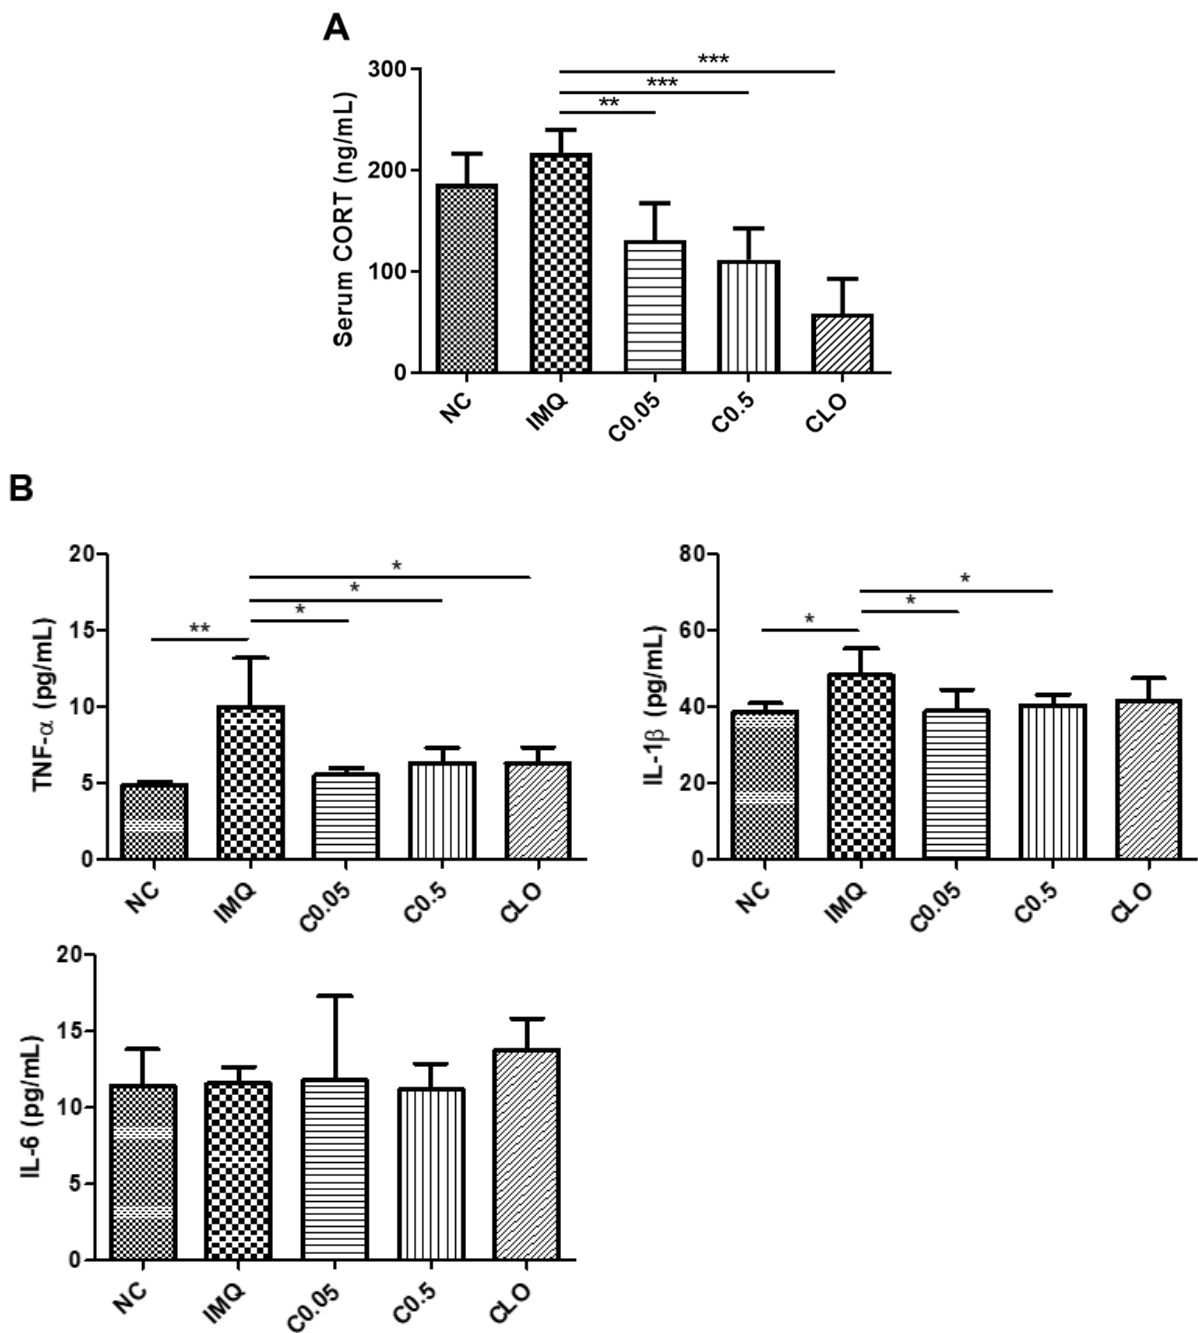 A
Serum CORT (ng/mL)
300
200
100
0
***
***
**
NC
IMQ
C0.05
C0.5
CLO
B
TNF-α (pg/mL)
20
15
10
5
0
**
*
*
*
NC
IMQ
C0.05
C0.5
CLO
IL-1β (pg/mL)
80
60
40
20
0
*
*
*
NC
IMQ
C0.05
C0.5
CLO
IL-6 (pg/mL)
20
15
10
5
0
NC
IMQ
C0.05
C0.5
CLO